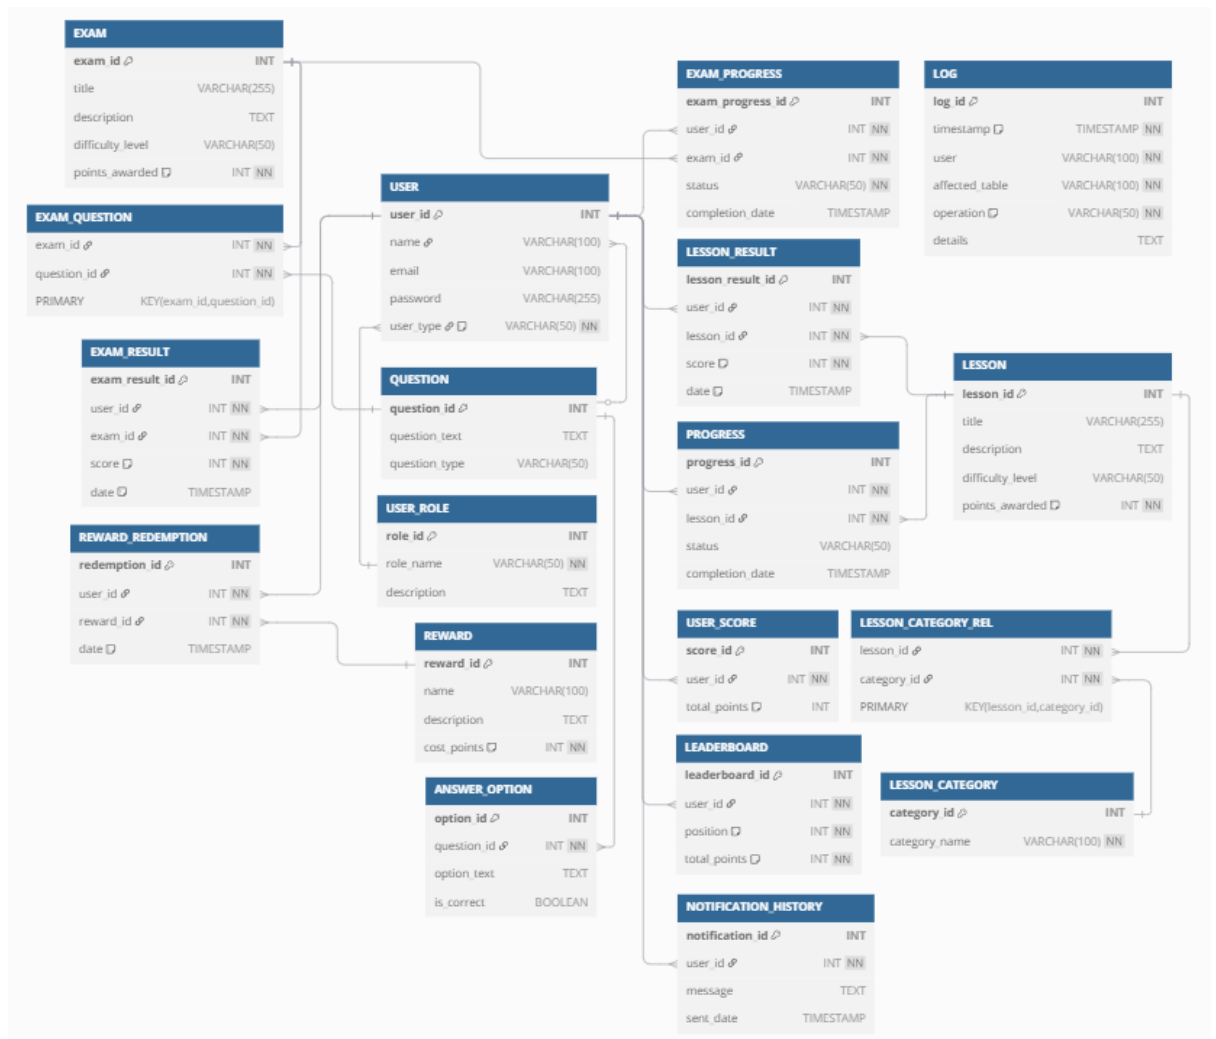 EXAM
exam_id INT
title VARCHAR(255)
description TEXT
difficulty_level VARCHAR(50)
points_awarded INT NN
EXAM_QUESTION
exam_id INT NN
question_id INT NN
PRIMARY KEY(exam_id,question_id)
EXAM_RESULT
exam_result_id INT
user_id INT NN
exam_id INT NN
score INT NN
date TIMESTAMP
REWARD_REDEMPTION
redemption_id INT
user_id INT NN
reward_id INT NN
date TIMESTAMP
USER
user_id INT
name VARCHAR(100)
email VARCHAR(100)
password VARCHAR(255)
user_type VARCHAR(50) NN
QUESTION
question_id INT
question_text TEXT
question_type VARCHAR(50)
USER_ROLE
role_id INT
role_name VARCHAR(50) NN
description TEXT
REWARD
reward_id INT
name VARCHAR(100)
description TEXT
cost_points INT NN
ANSWER_OPTION
option_id INT
question_id INT NN
option_text TEXT
is_correct BOOLEAN
EXAM_PROGRESS
exam_progress_id INT
user_id INT NN
exam_id INT NN
status VARCHAR(50) NN
completion_date TIMESTAMP
LESSON_RESULT
lesson_result_id INT
user_id INT NN
lesson_id INT NN
score INT NN
date TIMESTAMP
PROGRESS
progress_id INT
user_id INT NN
lesson_id INT NN
status VARCHAR(50)
completion_date TIMESTAMP
USER_SCORE
score_id INT
user_id INT NN
total_points INT
LEADERBOARD
leaderboard_id INT
user_id INT NN
position INT NN
total_points INT NN
NOTIFICATION_HISTORY
notification_id INT
user_id INT NN
message TEXT
sent_date TIMESTAMP
LOG
log_id INT
timestamp TIMESTAMP NN
user VARCHAR(100) NN
affected_table VARCHAR(100) NN
operation VARCHAR(50) NN
details TEXT
LESSON
lesson_id INT
title VARCHAR(255)
description TEXT
difficulty_level VARCHAR(50)
points_awarded INT NN
LESSON_CATEGORY_REL
lesson_id INT NN
category_id INT NN
PRIMARY KEY(lesson_id,category_id)
LESSON_CATEGORY
category_id INT
category_name VARCHAR(100) NN